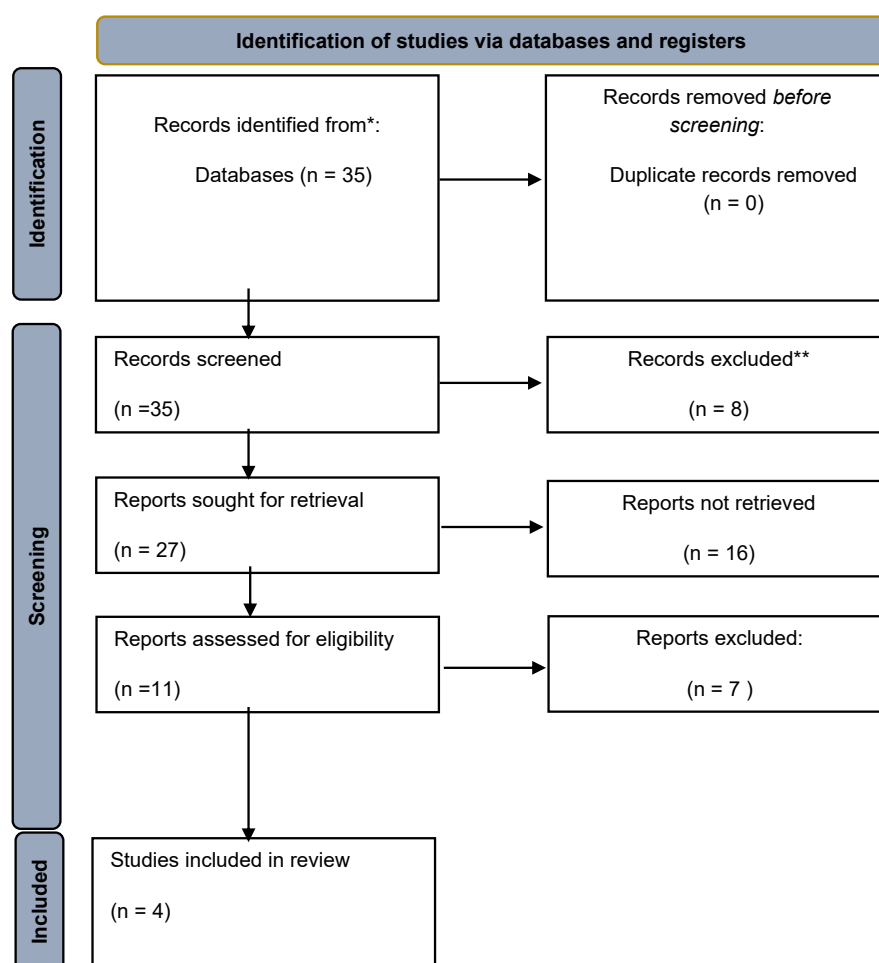 Identification of studies via databases and registers
Identification
Records identified from*:
Databases (n = 35)
Records removed before
screening:
Duplicate records removed
(n = 0)
Screening
Records screened
(n =35)
Records excluded**
(n = 8)
Reports sought for retrieval
(n = 27)
Reports not retrieved
(n = 16)
Reports assessed for eligibility
(n =11)
Reports excluded:
(n = 7 )
Included
Studies included in review
(n = 4)